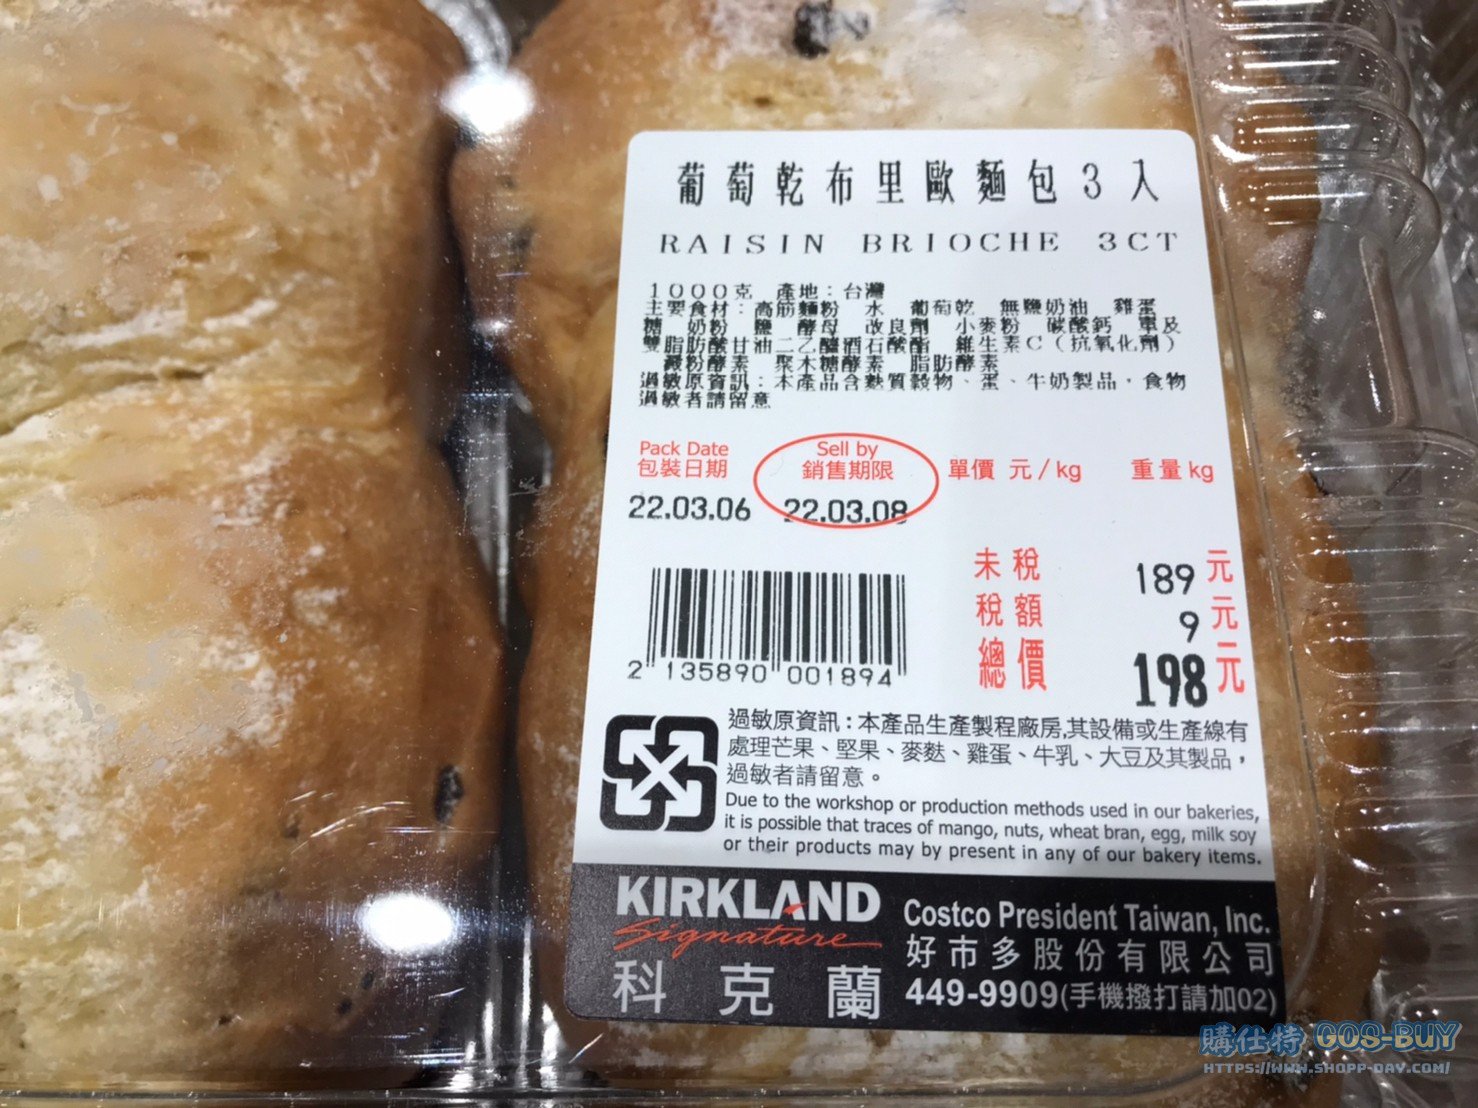 葡萄乾布里歐麵包3入
RAISIN BRIOCHE 3CT
1000克 產地：台灣
主要食材：高筋麵粉 水 葡萄乾 無鹽奶油 雞蛋
糖 奶粉 鹽 酵母 改良劑 小麥粉 碳酸鈣 單及
雙脂肪酸甘油二乙醯酒石酸酯 維生素C（抗氧化劑）
澱粉酵素 聚木糖酵素 脂肪酵素
過敏原資訊：本產品含麩質穀物、蛋、牛奶製品，食物
過敏者請留意
Pack Date Sell by
包裝日期 銷售期限 單價 元/kg 重量kg
22.03.06 22.03.08
未稅 189元
稅額 9元
總價 198元
2 135890 001894
過敏原資訊：本產品生產製程廠房,其設備或生產線有
處理芒果、堅果、麥麩、雞蛋、牛乳、大豆及其製品，
過敏者請留意。
Due to the workshop or production methods used in our bakeries,
it is possible that traces of mango, nuts, wheat bran, egg, milk soy
or their products may by present in any of our bakery items.
KIRKLAND
Signature
科克蘭
Costco President Taiwan, Inc.
好市多股份有限公司
449-9909(手機撥打請加02)
購仕特 GOS-BUY
HTTPS://WWW.SHOPP-DAY.COM/